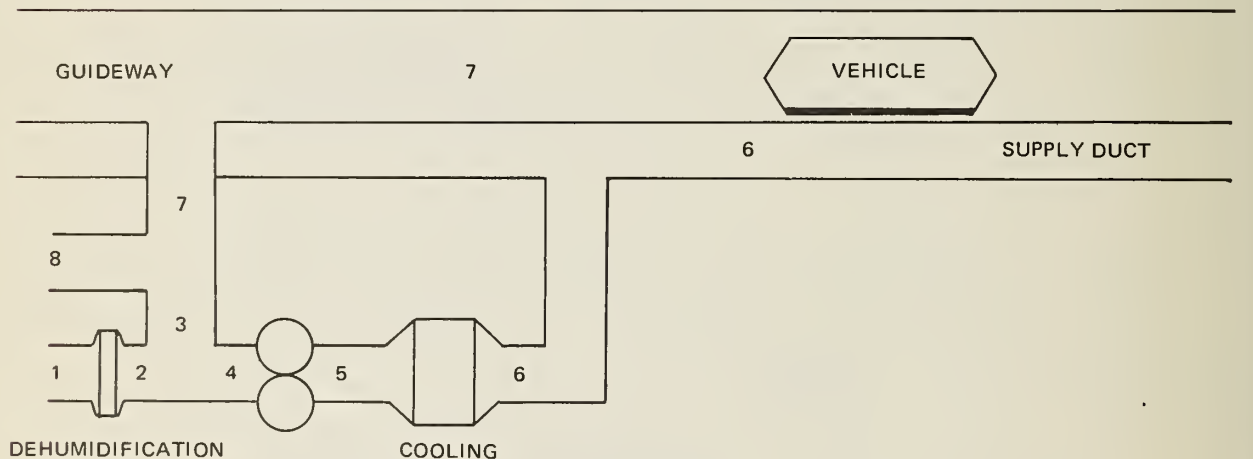 GUIDEWAY 7 VEHICLE
6 SUPPLY DUCT
7
8
3
1 2 4 5 6
DEHUMIDIFICATION COOLING